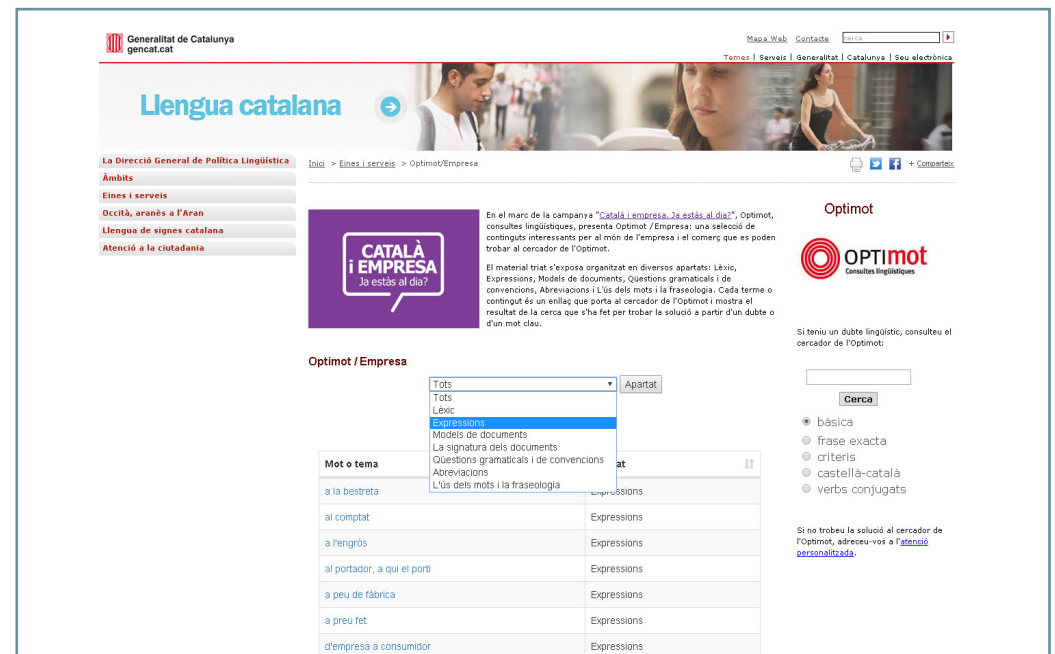 Generalitat de Catalunya
gencat.cat
Mapa Web Contacte cerca
Temes | Serveis | Generalitat | Catalunya | Seu electrònica
Llengua catalana
La Direcció General de Política Lingüística
Àmbits
Eines i serveis
Occità, aranès a l'Aran
Llengua de signes catalana
Atenció a la ciutadania
Inici > Eines i serveis > Optimot/Empresa
+ Comparteix
CATALÀ
i EMPRESA
Ja estàs al dia?
En el marc de la campanya "Català i empresa. Ja estàs al dia?", Optimot,
consultes lingüístiques, presenta Optimot /Empresa: una selecció de
continguts interessants per al món de l'empresa i el comerç que es poden
trobar al cercador de l'Optimot.
El material triat s'exposa organitzat en diversos apartats: Lèxic,
Expressions, Models de documents, Qüestions gramaticals i de
convencions, Abreviacions i L'ús dels mots i la fraseologia. Cada terme o
contingut és un enllaç que porta al cercador de l'Optimot i mostra el
resultat de la cerca que s'ha fet per trobar la solució a partir d'un dubte o
d'un mot clau.
Optimot / Empresa
Tots
Apartat
Tots
Lèxic
Expressions
Models de documents
La signatura dels documents
Qüestions gramaticals i de convencions
Abreviacions
L'ús dels mots i la fraseologia
Mot o tema
at
a la bestreta Expressions
al comptat Expressions
a l'engròs Expressions
al portador, a qui el porti Expressions
a peu de fàbrica Expressions
a preu fet Expressions
d'empresa a consumidor Expressions
Optimot
OPTIMOT
Consultes lingüístiques
Si teniu un dubte lingüístic, consulteu el
cercador de l'Optimot:
Cerca
bàsica
frase exacta
criteris
castellà-català
verbs conjugats
Si no trobeu la solució al cercador de
l'Optimot, adreceu-vos a l'atenció
personalitzada.